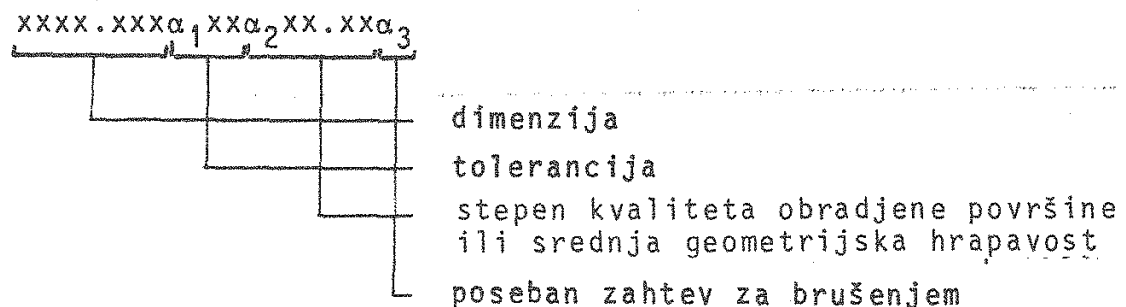 xxxx.xxxα₁xxα₂xx.xxα₃
dimenzija
tolerancija
stepen kvaliteta obradjene površine
ili srednja geometrijska hrapavost
poseban zahtev za brušenjem